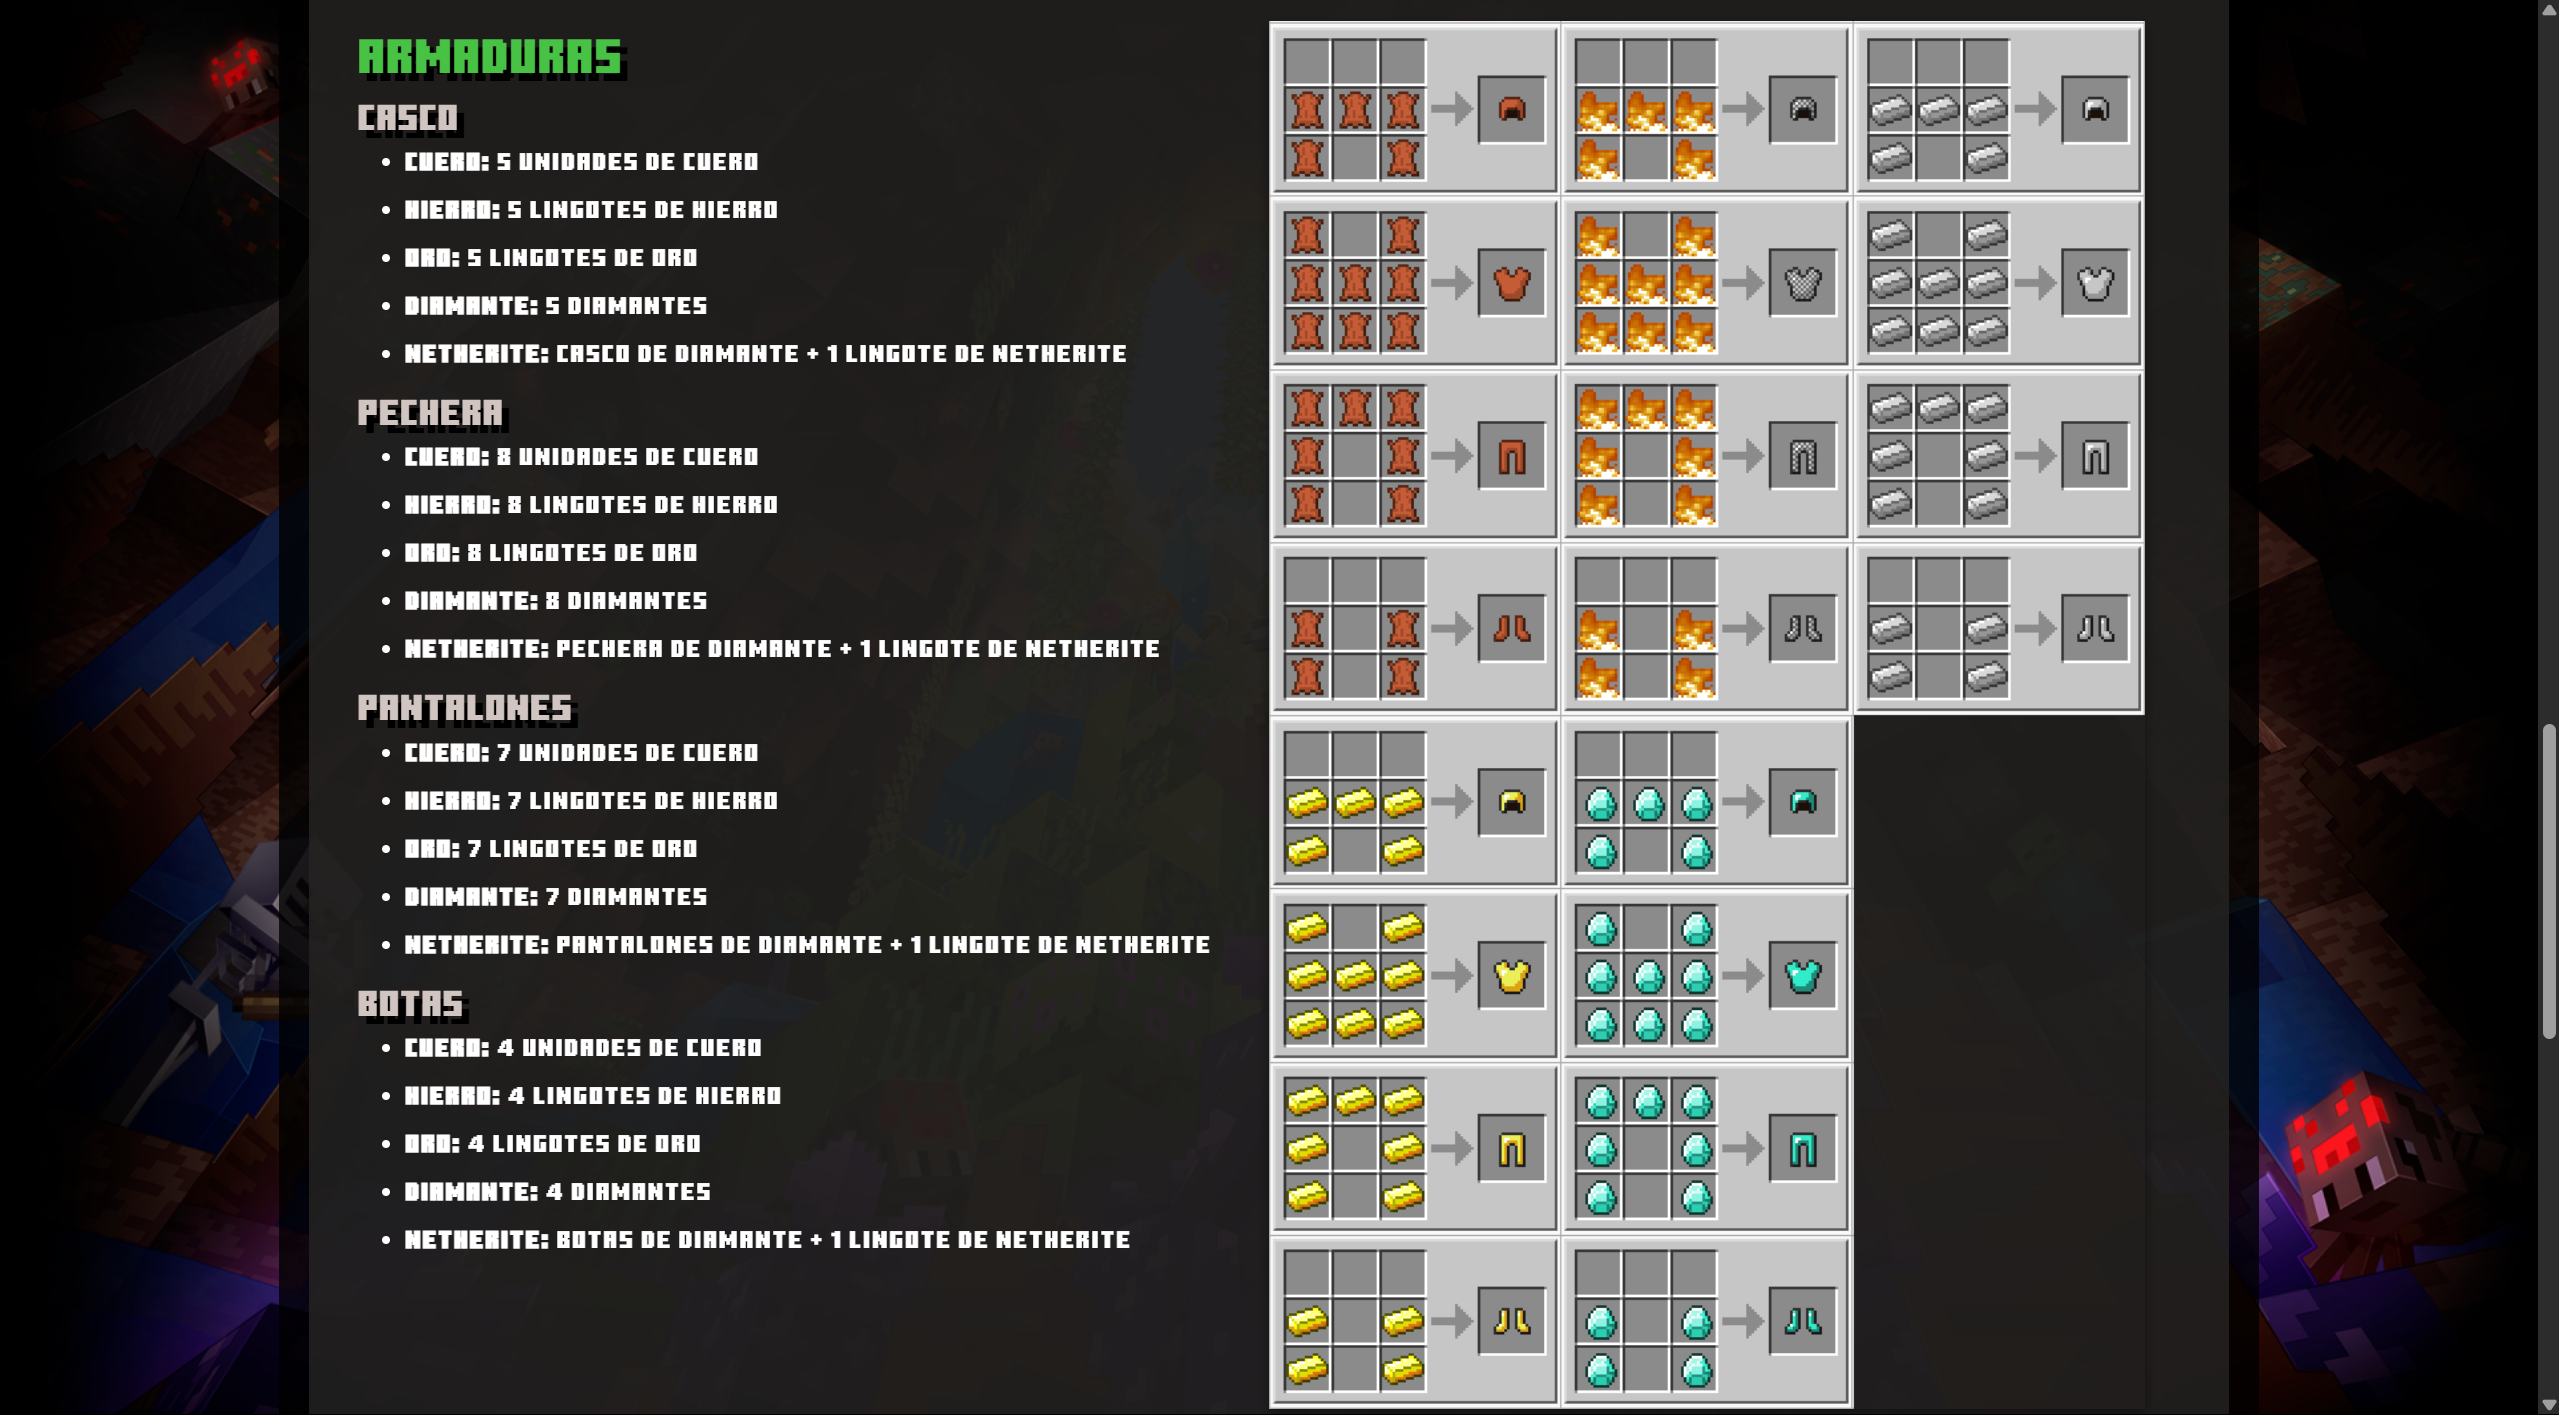 ARMADURAS
CASCO
CUERO: 5 UNIDADES DE CUERO
HIERRO: 5 LINGOTES DE HIERRO
ORO: 5 LINGOTES DE ORO
DIAMANTE: 5 DIAMANTES
NETHERITE: CASCO DE DIAMANTE + 1 LINGOTE DE NETHERITE
PECHERA
CUERO: 8 UNIDADES DE CUERO
HIERRO: 8 LINGOTES DE HIERRO
ORO: 8 LINGOTES DE ORO
DIAMANTE: 8 DIAMANTES
NETHERITE: PECHERA DE DIAMANTE + 1 LINGOTE DE NETHERITE
PANTALONES
CUERO: 7 UNIDADES DE CUERO
HIERRO: 7 LINGOTES DE HIERRO
ORO: 7 LINGOTES DE ORO
DIAMANTE: 7 DIAMANTES
NETHERITE: PANTALONES DE DIAMANTE + 1 LINGOTE DE NETHERITE
BOTAS
CUERO: 4 UNIDADES DE CUERO
HIERRO: 4 LINGOTES DE HIERRO
ORO: 4 LINGOTES DE ORO
DIAMANTE: 4 DIAMANTES
NETHERITE: BOTAS DE DIAMANTE + 1 LINGOTE DE NETHERITE